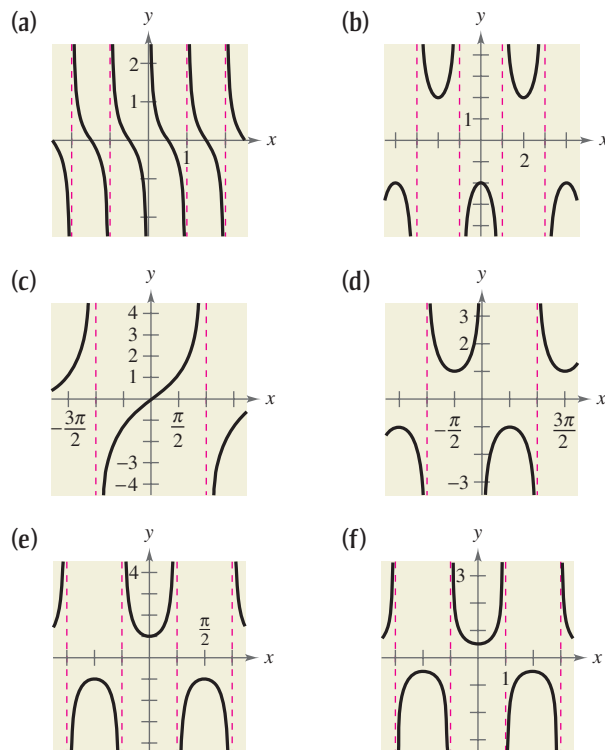 (a) y 2 1 1 x
(b) y 1 2 x
(c) y 4 3 2 1 x -3π/2 π/2 -3 -4
(d) y 3 2 x -π/2 3π/2 -3
(e) y 4 π/2 x
(f) y 3 1 x